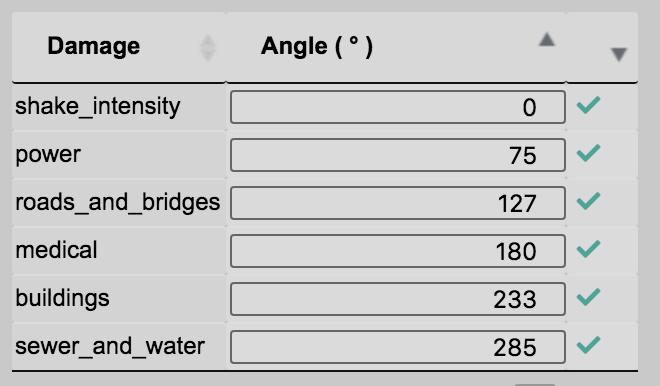 Damage Angle ( ° )
shake_intensity 0
power 75
roads_and_bridges 127
medical 180
buildings 233
sewer_and_water 285